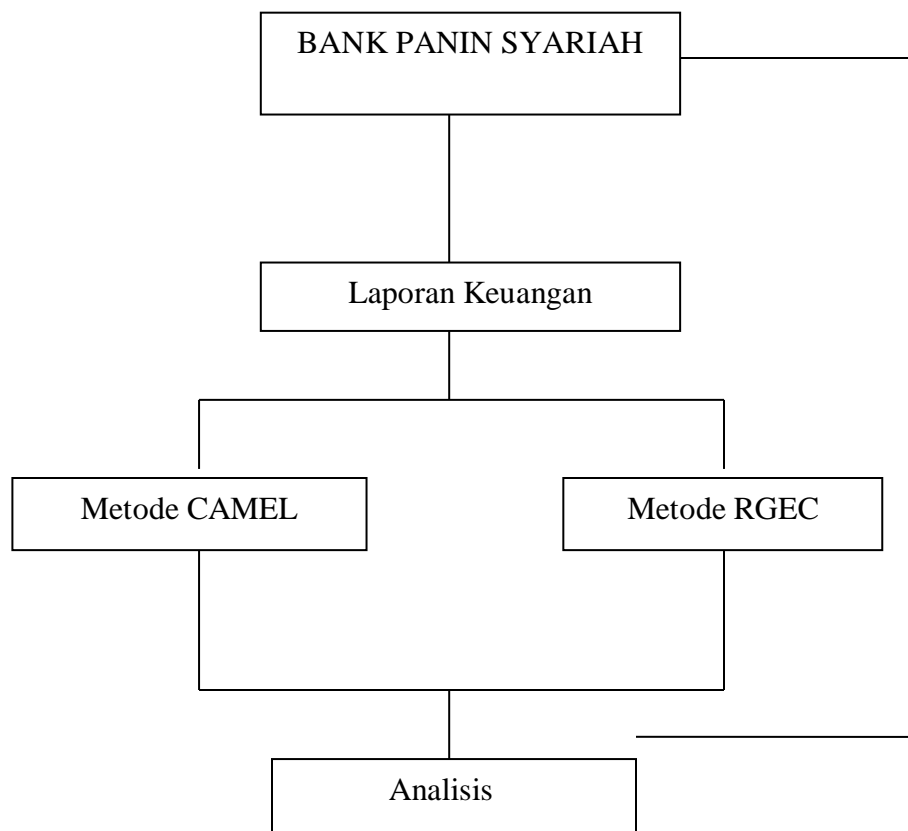 BANK PANIN SYARIAH
Laporan Keuangan
Metode CAMEL
Metode RGEC
Analisis